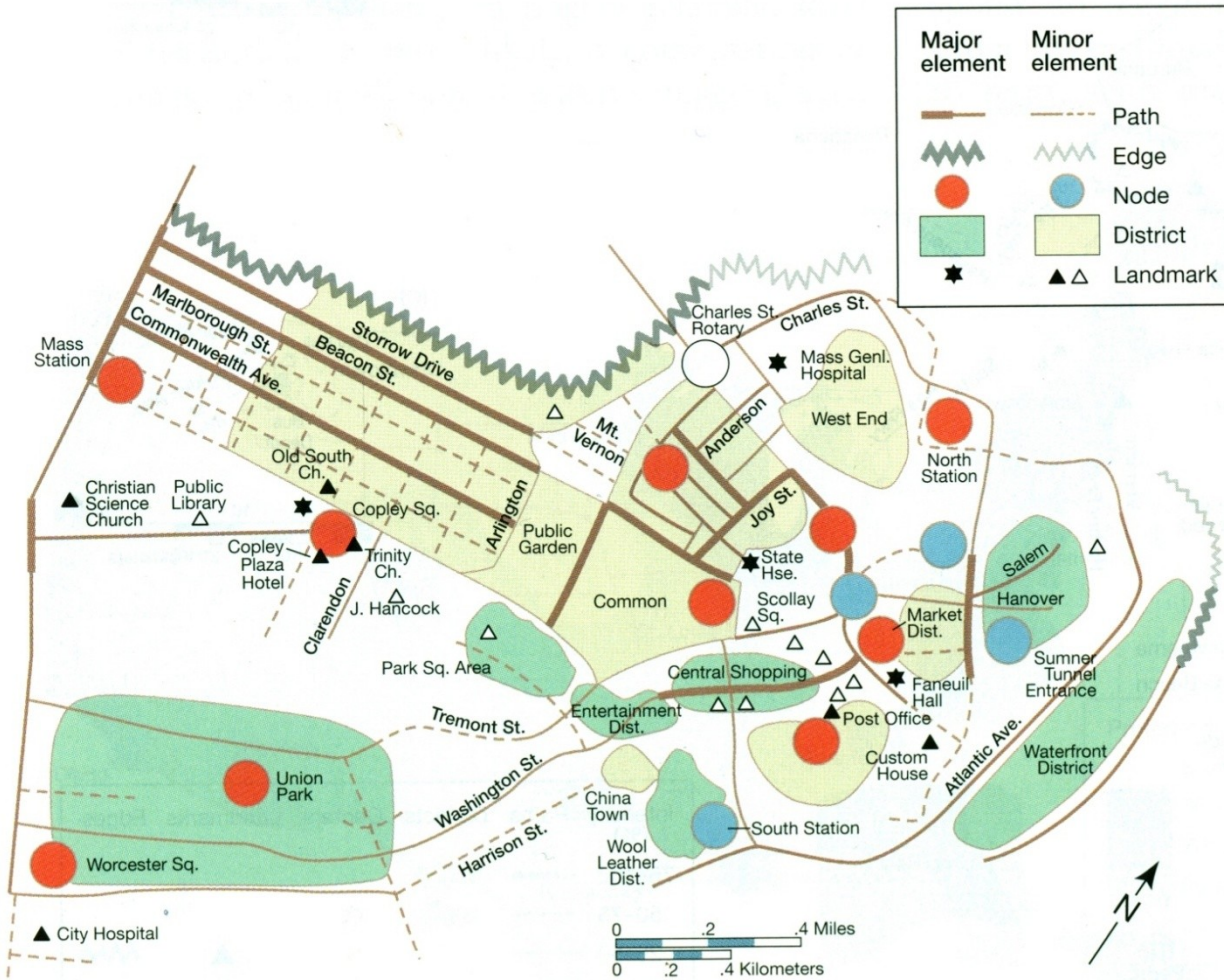 Major element
Minor element
Path
Edge
Node
District
Landmark
Charles St. Rotary
Charles St.
Mass Genl. Hospital
West End
North Station
Storrow Drive
Beacon St.
Marlborough St.
Commonwealth Ave.
Mass Station
Mt. Vernon
Anderson
Joy St.
Old South Ch.
Christian Science Church
Public Library
Copley Sq.
Arlington
Public Garden
Copley Plaza Hotel
Trinity Ch.
Clarendon
J. Hancock
Common
State Hse.
Scollay Sq.
Market Dist.
Salem
Hanover
Sumner Tunnel Entrance
Park Sq. Area
Central Shopping
Faneuil Hall
Entertainment Dist.
Post Office
Custom House
Atlantic Ave.
Waterfront District
Tremont St.
Washington St.
Harrison St.
Union Park
China Town
Wool Leather Dist.
South Station
Worcester Sq.
City Hospital
0 .2 .4 Miles
0 .2 .4 Kilometers
N